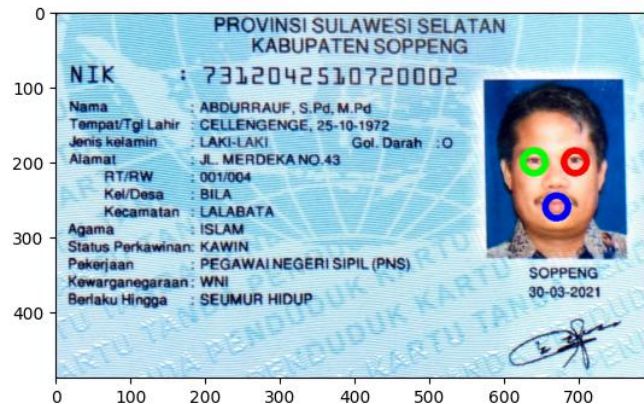 PROVINSI SULAWESI SELATAN
KABUPATEN SOPPENG
NIK : 7312042510720002
Nama : ABDURRAUF, S.Pd, M.Pd
Tempat/Tgl Lahir : CELLENGENGE, 25-10-1972
Jenis kelamin : LAKI-LAKI Gol. Darah : O
Alamat : JL. MERDEKA NO.43
RT/RW : 001/004
Kel/Desa : BILA
Kecamatan : LALABATA
Agama : ISLAM
Status Perkawinan: KAWIN
Pekerjaan : PEGAWAI NEGERI SIPIL (PNS)
Kewarganegaraan : WNI
Berlaku Hingga : SEUMUR HIDUP
SOPPENG
30-03-2021
KARTU TANDA PENDUDUK KARTU TANDA
0
100
200
300
400
0 100 200 300 400 500 600 700